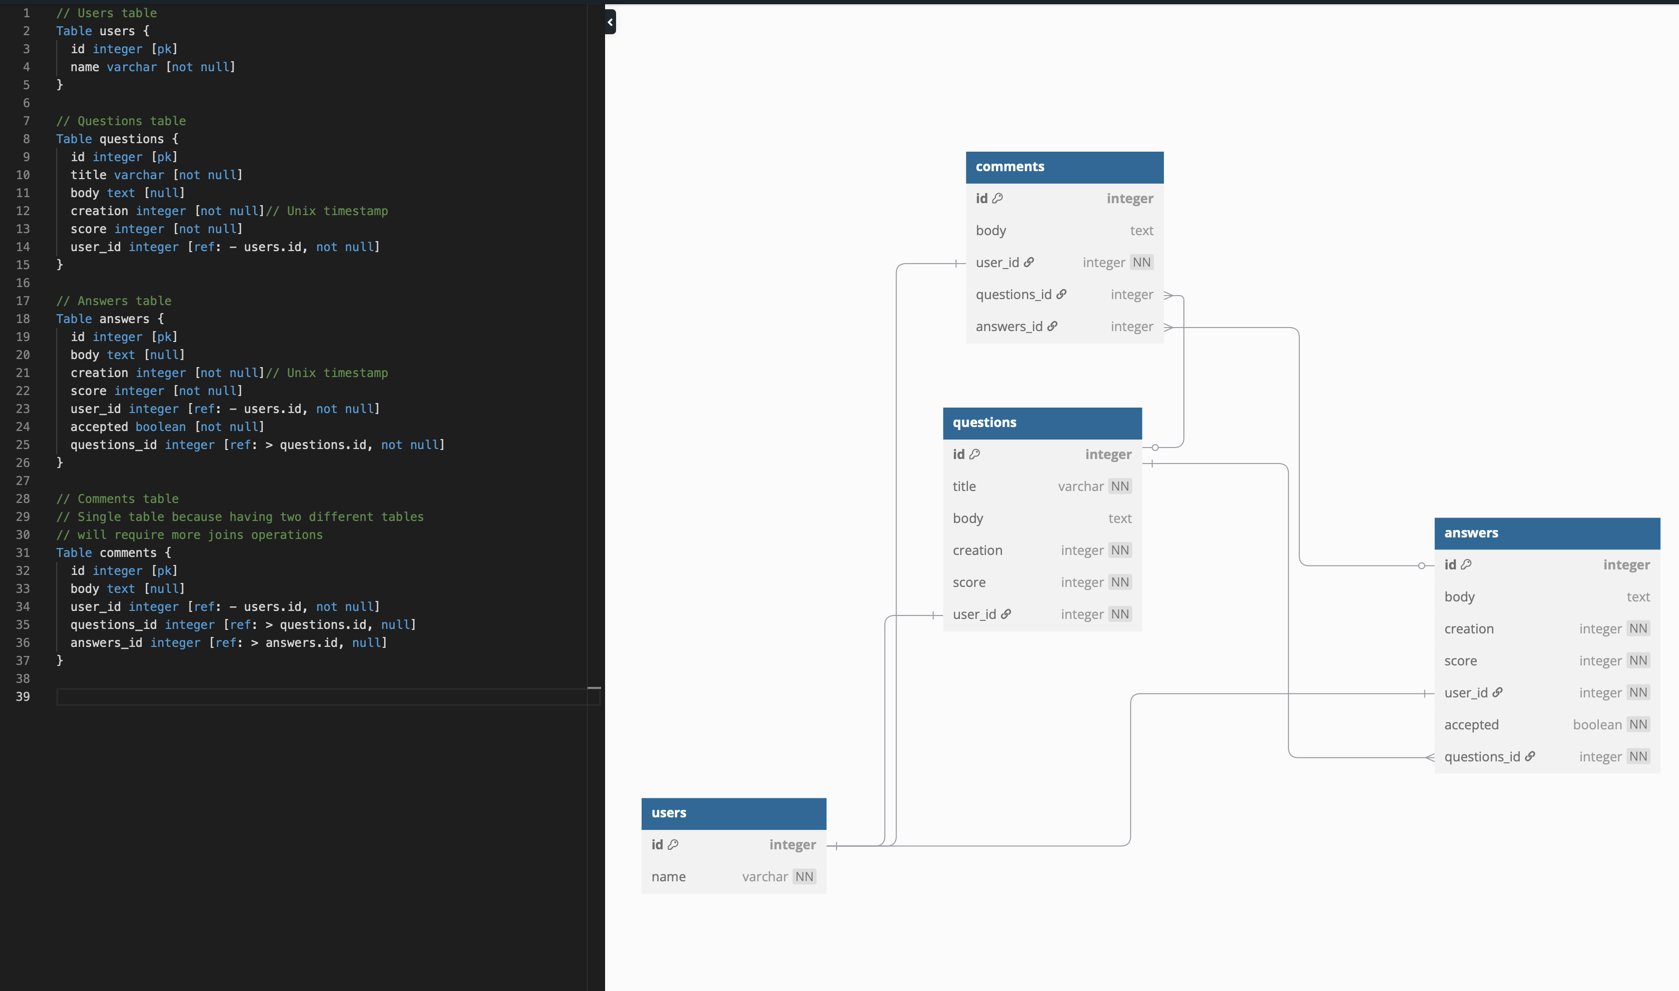 1 // Users table
2 Table users {
3 id integer [pk]
4 name varchar [not null]
5 }
6
7 // Questions table
8 Table questions {
9 id integer [pk]
10 title varchar [not null]
11 body text [null]
12 creation integer [not null]// Unix timestamp
13 score integer [not null]
14 user_id integer [ref: - users.id, not null]
15 }
16
17 // Answers table
18 Table answers {
19 id integer [pk]
20 body text [null]
21 creation integer [not null]// Unix timestamp
22 score integer [not null]
23 user_id integer [ref: - users.id, not null]
24 accepted boolean [not null]
25 questions_id integer [ref: > questions.id, not null]
26 }
27
28 // Comments table
29 // Single table because having two different tables
30 // will require more joins operations
31 Table comments {
32 id integer [pk]
33 body text [null]
34 user_id integer [ref: - users.id, not null]
35 questions_id integer [ref: > questions.id, null]
36 answers_id integer [ref: > answers.id, null]
37 }
38
39
comments
id integer
body text
user_id integer NN
questions_id integer
answers_id integer
questions
id integer
title varchar NN
body text
creation integer NN
score integer NN
user_id integer NN
answers
id integer
body text
creation integer NN
score integer NN
user_id integer NN
accepted boolean NN
questions_id integer NN
users
id integer
name varchar NN